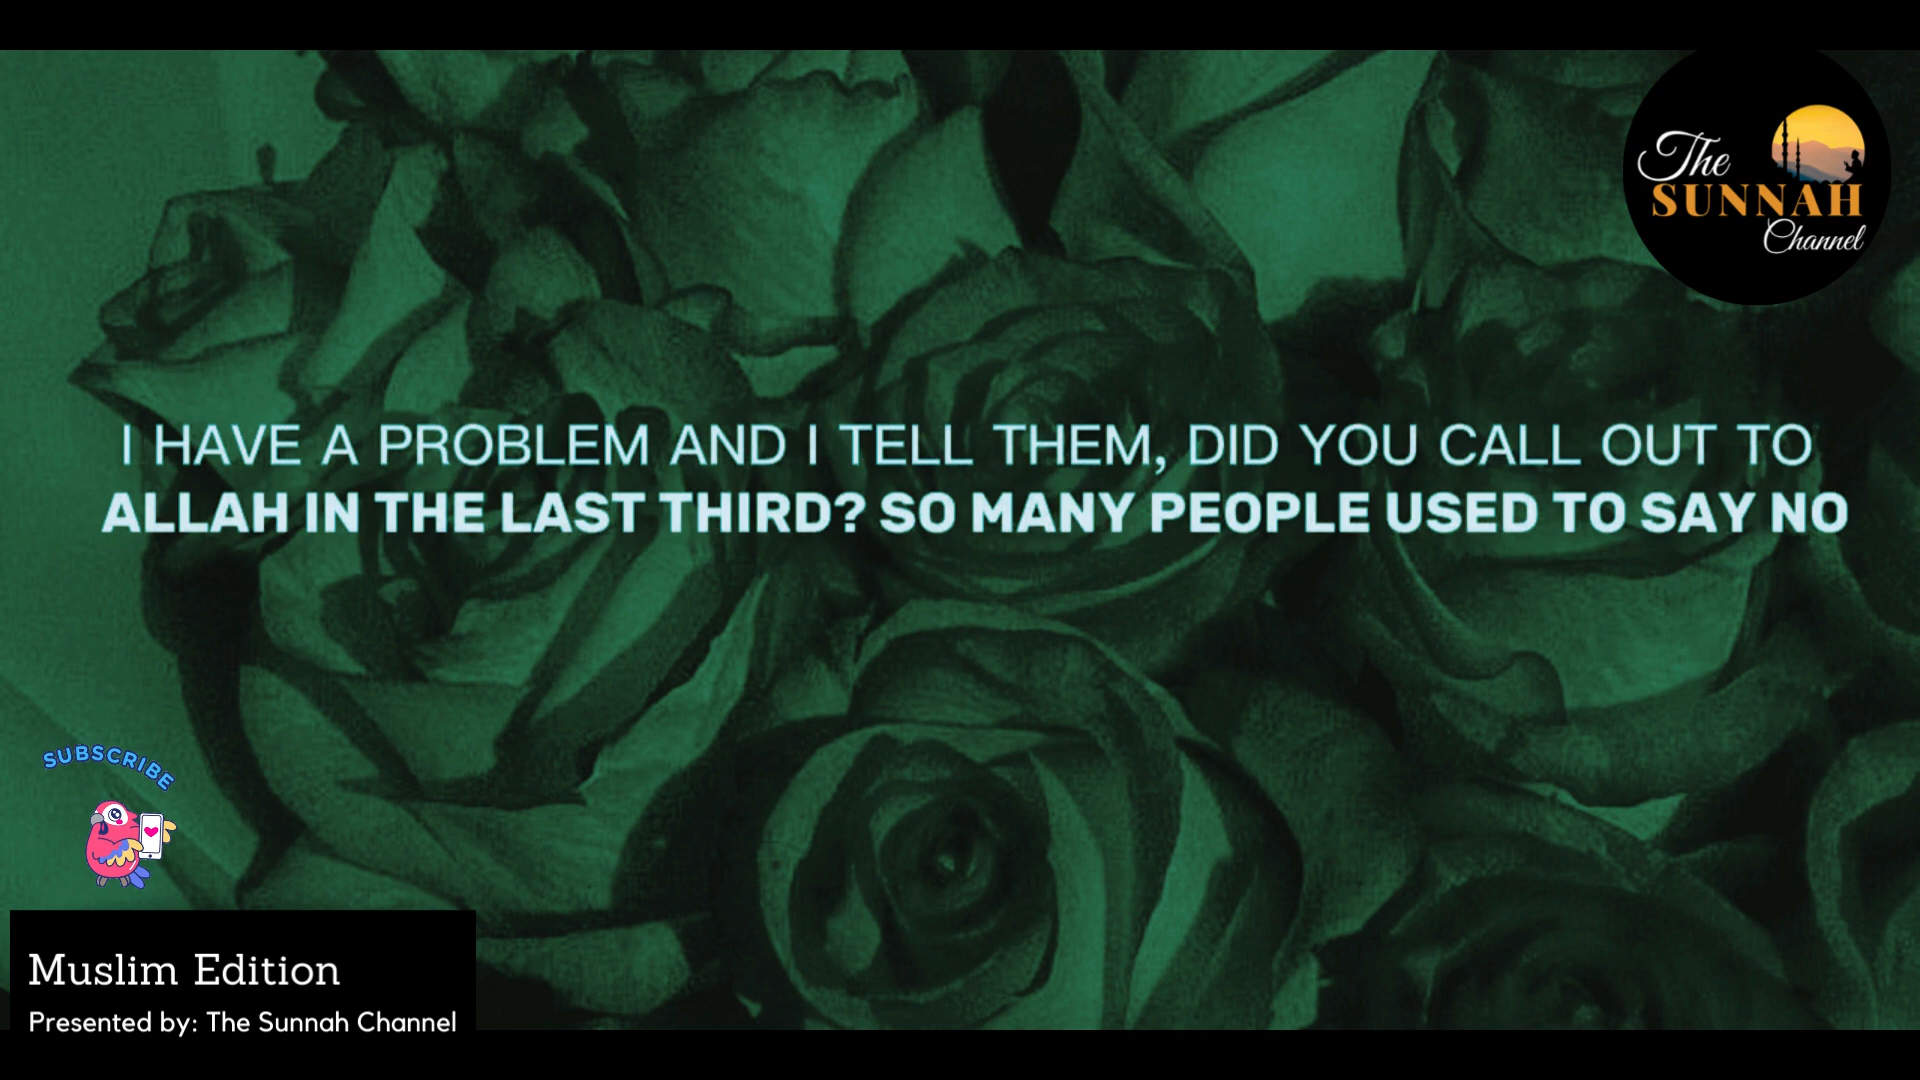 The
SUNNAH
Channel
I HAVE A PROBLEM AND I TELL THEM, DID YOU CALL OUT TO
ALLAH IN THE LAST THIRD? SO MANY PEOPLE USED TO SAY NO
SUBSCRIBE
Muslim Edition
Presented by: The Sunnah Channel